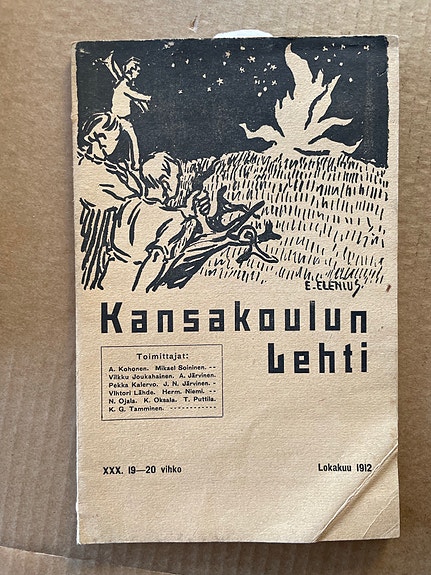 E. ELENIUS
Kansakoulun
Lehti
Toimittajat:
A. Kohonen. Mikael Soininen. --
Vilkku Joukahainen. A. Järvinen.
Pekka Kalervo. J. N. Järvinen. -
Vihtori Lähde. Herm. Niemi. --
N. Ojala. K. Oksala. T. Puttila.
K. G. Tamminen. ------------
XXX. 19—20 vihko
Lokakuu 1912